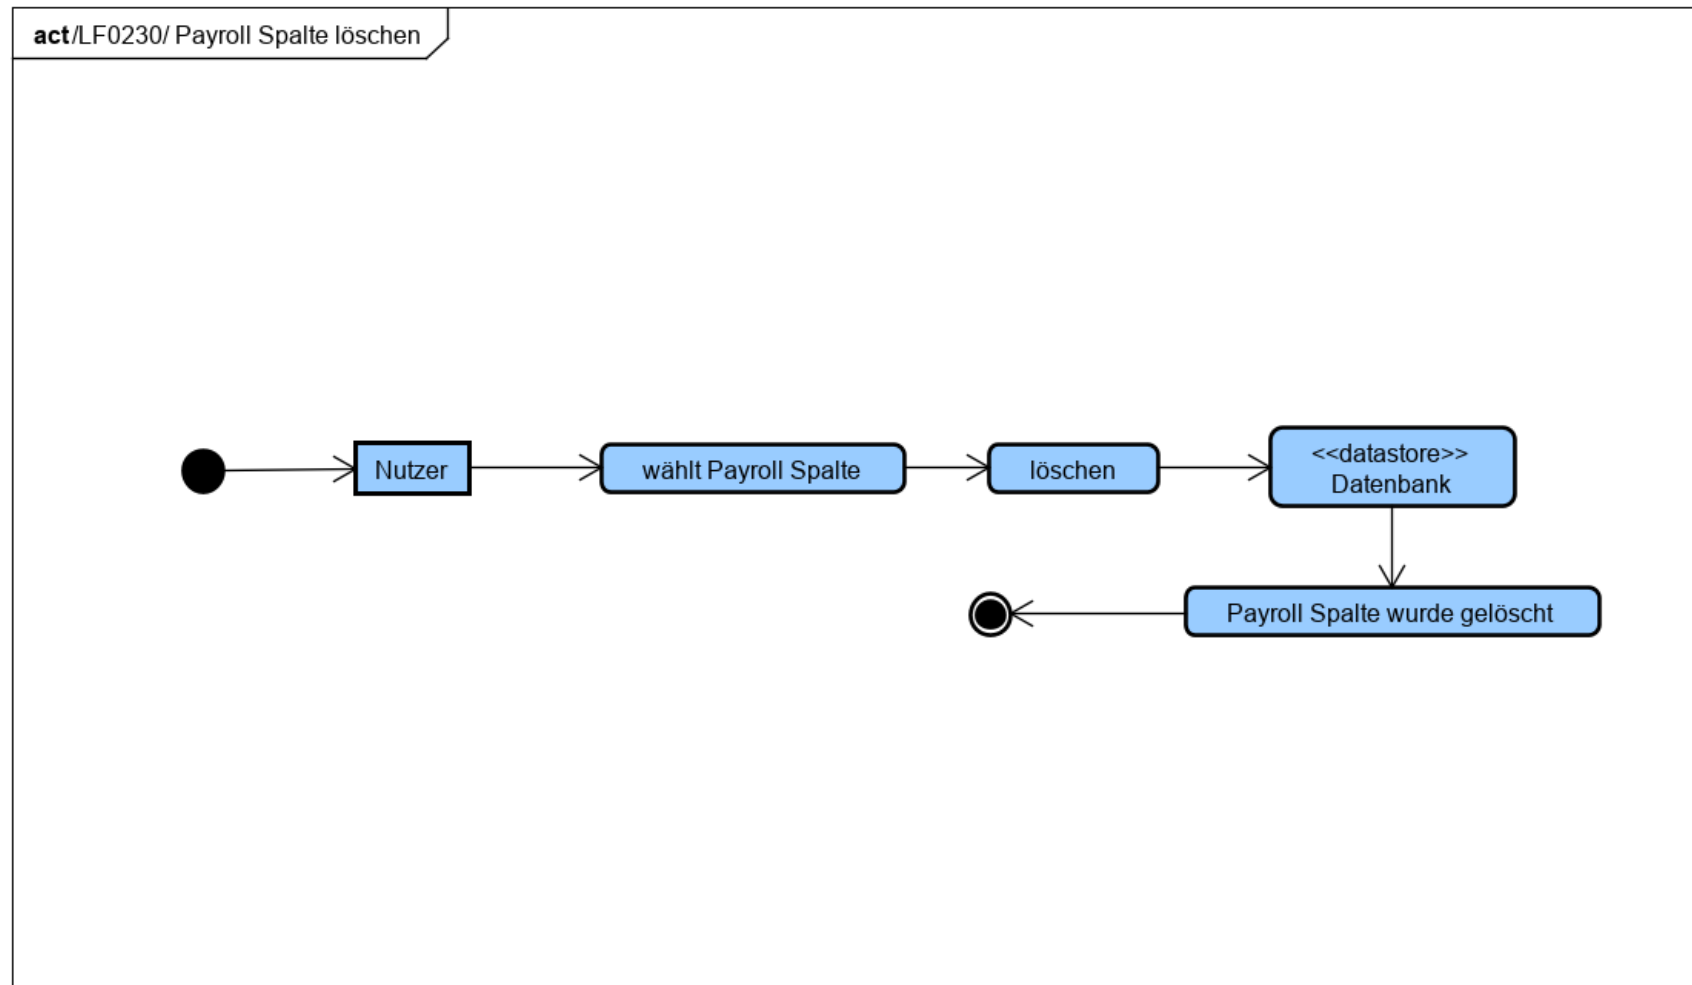 act/LF0230/ Payroll Spalte löschen
Nutzer
wählt Payroll Spalte
löschen
<<datastore>>
Datenbank
Payroll Spalte wurde gelöscht